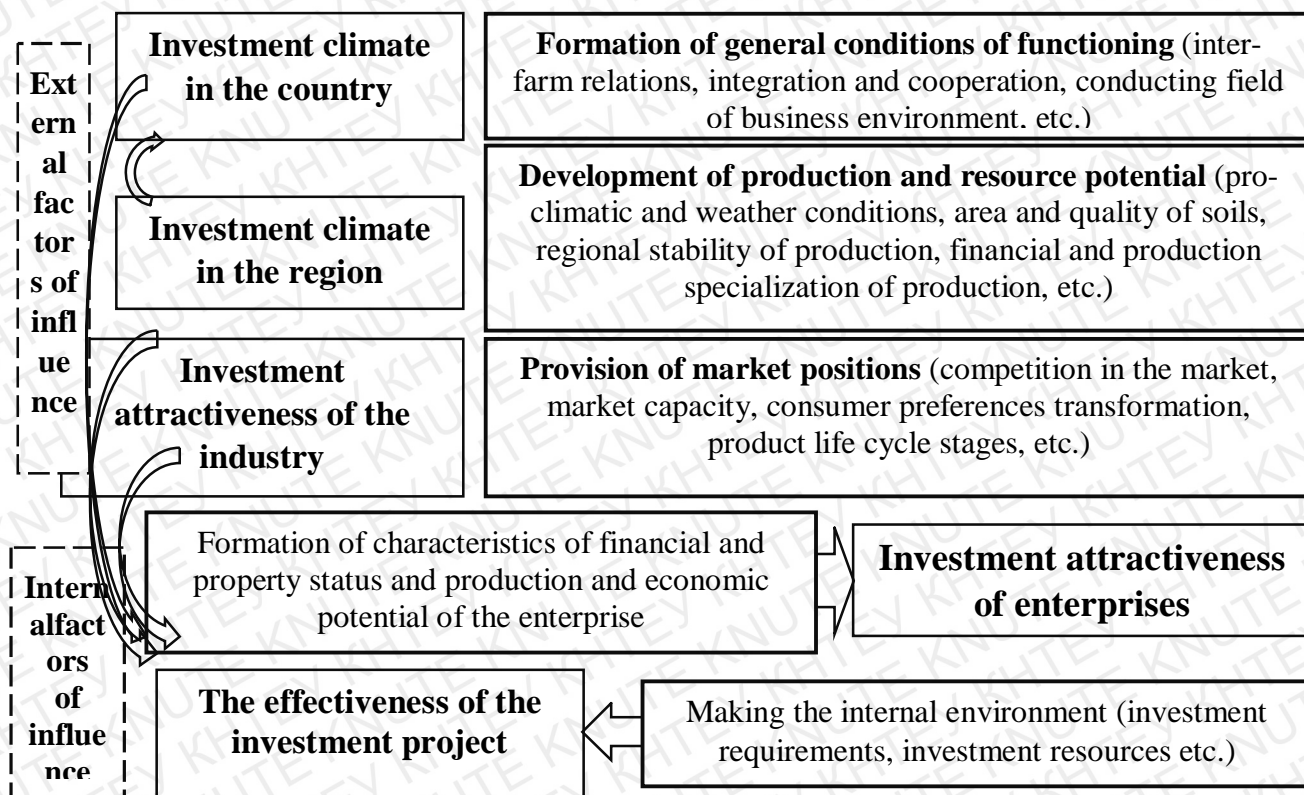 Ext
ern
al
fac
tor
s of
infl
ue
nce
Investment climate
in the country
Formation of general conditions of functioning (inter-
farm relations, integration and cooperation, conducting field
of business environment, etc.)
Investment climate
in the region
Development of production and resource potential (pro-
climatic and weather conditions, area and quality of soils,
regional stability of production, financial and production
specialization of production, etc.)
Investment
attractiveness of the
industry
Provision of market positions (competition in the market,
market capacity, consumer preferences transformation,
product life cycle stages, etc.)
Intern
alfact
ors
of
influe
nce
Formation of characteristics of financial and
property status and production and economic
potential of the enterprise
Investment attractiveness
of enterprises
The effectiveness of the
investment project
Making the internal environment (investment
requirements, investment resources etc.)
KHTEY KNUTE KHTEY KNUTE